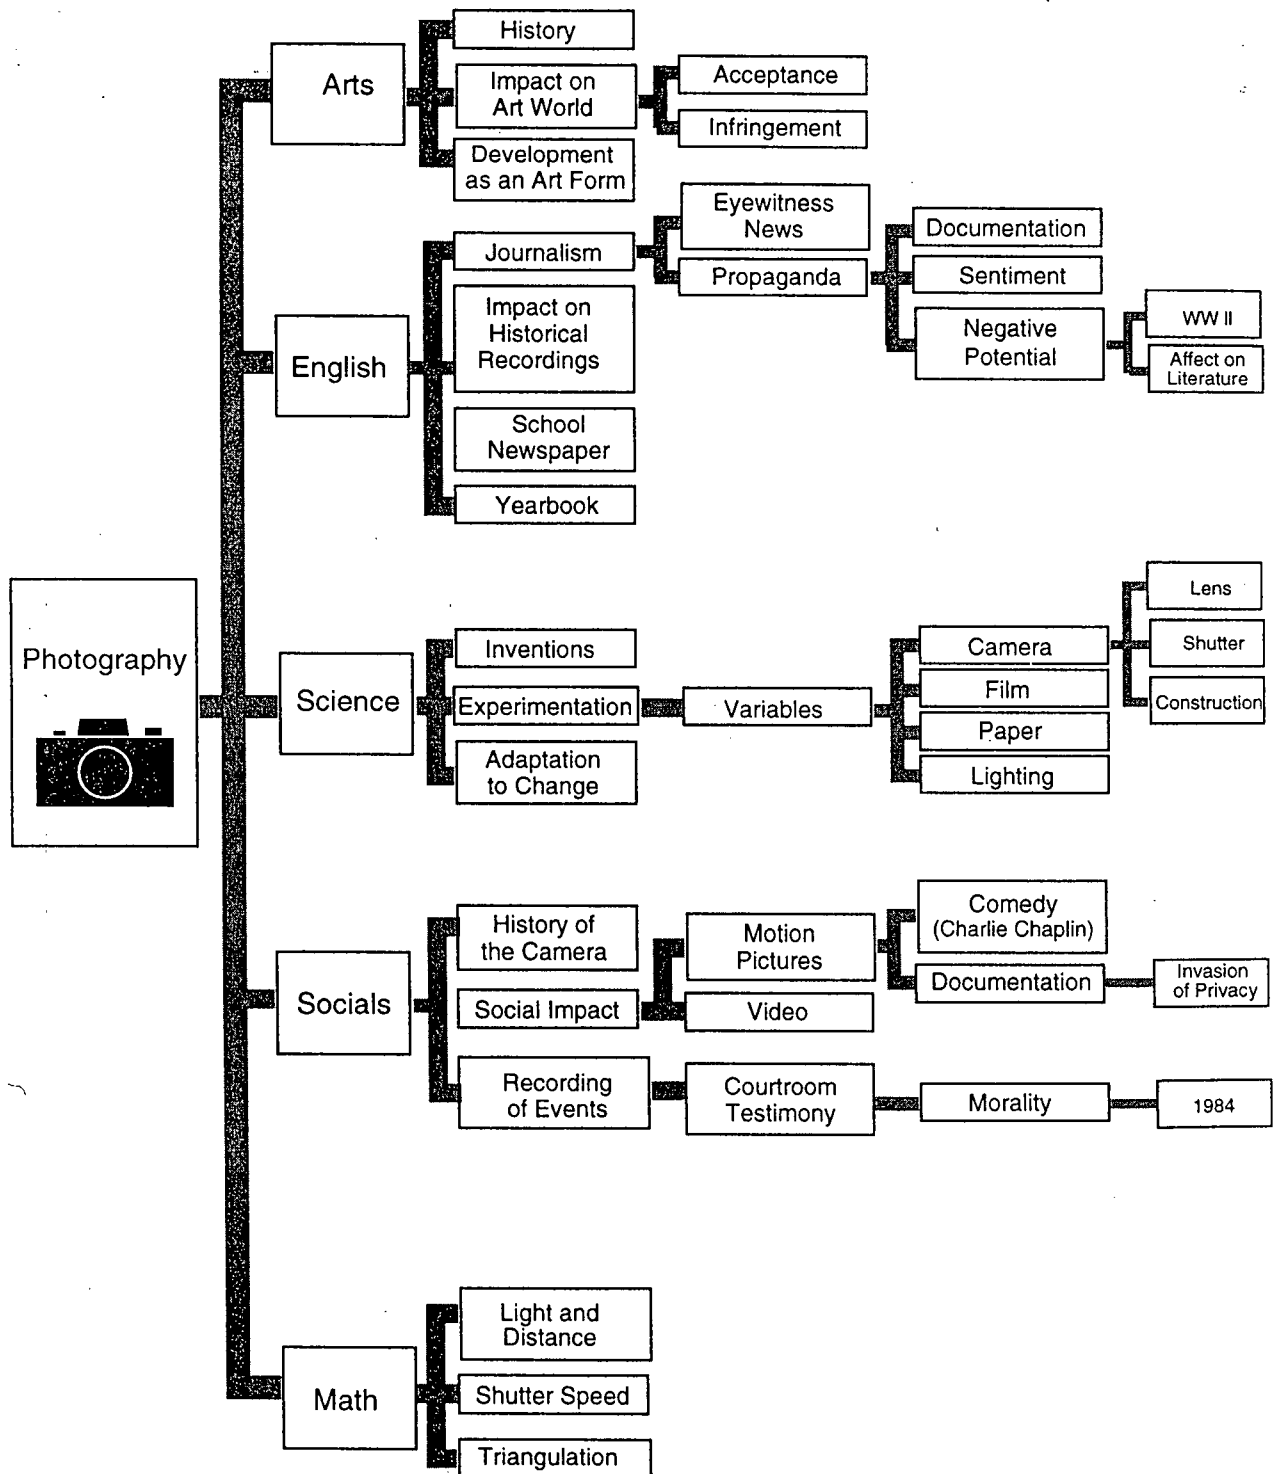 Photography
Arts
History
Impact on
Art World
Acceptance
Infringement
Development
as an Art Form
English
Journalism
Eyewitness
News
Propaganda
Documentation
Sentiment
Negative
Potential
WW II
Affect on
Literature
Impact on
Historical
Recordings
School
Newspaper
Yearbook
Science
Inventions
Experimentation
Variables
Camera
Lens
Shutter
Construction
Film
Paper
Lighting
Adaptation
to Change
Socials
History of
the Camera
Social Impact
Motion
Pictures
Comedy
(Charlie Chaplin)
Documentation
Invasion
of Privacy
Video
Recording
of Events
Courtroom
Testimony
Morality
1984
Math
Light and
Distance
Shutter Speed
Triangulation